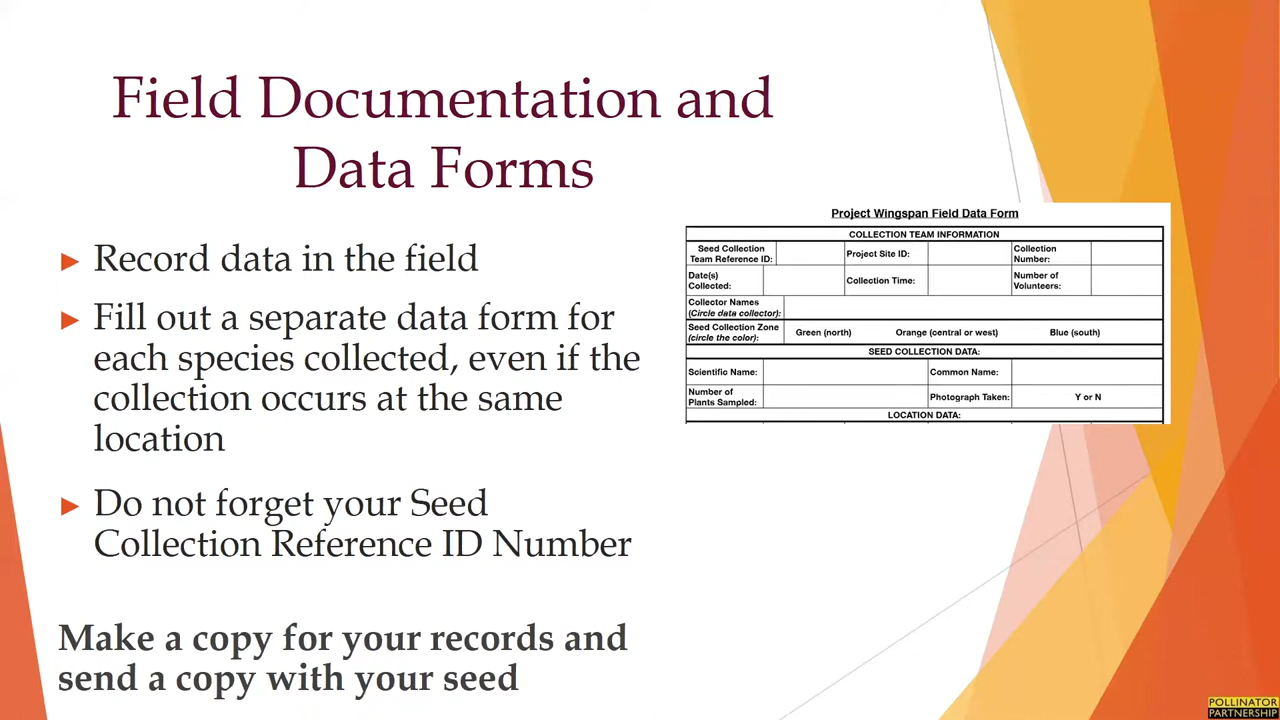 Field Documentation and
Data Forms
► Record data in the field
► Fill out a separate data form for
each species collected, even if the
collection occurs at the same
location
► Do not forget your Seed
Collection Reference ID Number
Make a copy for your records and
send a copy with your seed
Project Wingspan Field Data Form
COLLECTION TEAM INFORMATION
Seed Collection
Team Reference ID:
Project Site ID:
Collection
Number:
Date(s)
Collected:
Collection Time:
Number of
Volunteers:
Collector Names
(Circle data collector):
Seed Collection Zone
(circle the color):
Green (north) Orange (central or west) Blue (south)
SEED COLLECTION DATA:
Scientific Name: Common Name:
Number of
Plants Sampled:
Photograph Taken: Y or N
LOCATION DATA:
POLLINATOR
PARTNERSHIP